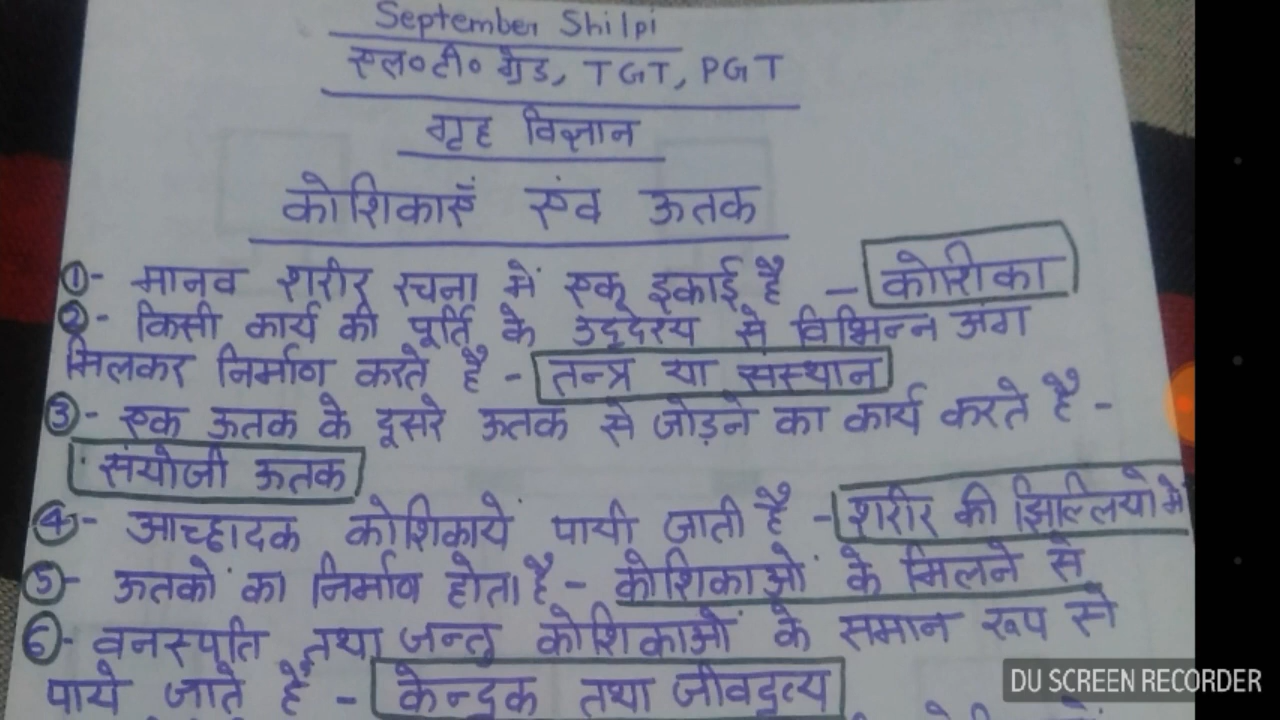 September Shilpi
एल०टी० ग्रेड, TGT, PGT
गृह विज्ञान
कोशिकाएँ एंव ऊतक
①- मानव शरीर रचना में एक इकाई है - कोशिका
②- किसी कार्य की पूर्ति के उद्देश्य से विभिन्न अंग
मिलकर निर्माण करते है - तन्त्र या संस्थान
③- एक ऊतक के दूसरे ऊतक से जोड़ने का कार्य करते है -
संयोजी ऊतक
④- आच्छादक कोशिकायें पायी जाती है - शरीर की झिल्लियो में
⑤- ऊतकों का निर्माण होता है - कोशिकाओं के मिलने से
⑥- वनस्पति तथा जन्तु कोशिकाओं के समान रूप से
पाये जाते है - केन्द्रक तथा जीवद्रव्य
DU SCREEN RECORDER